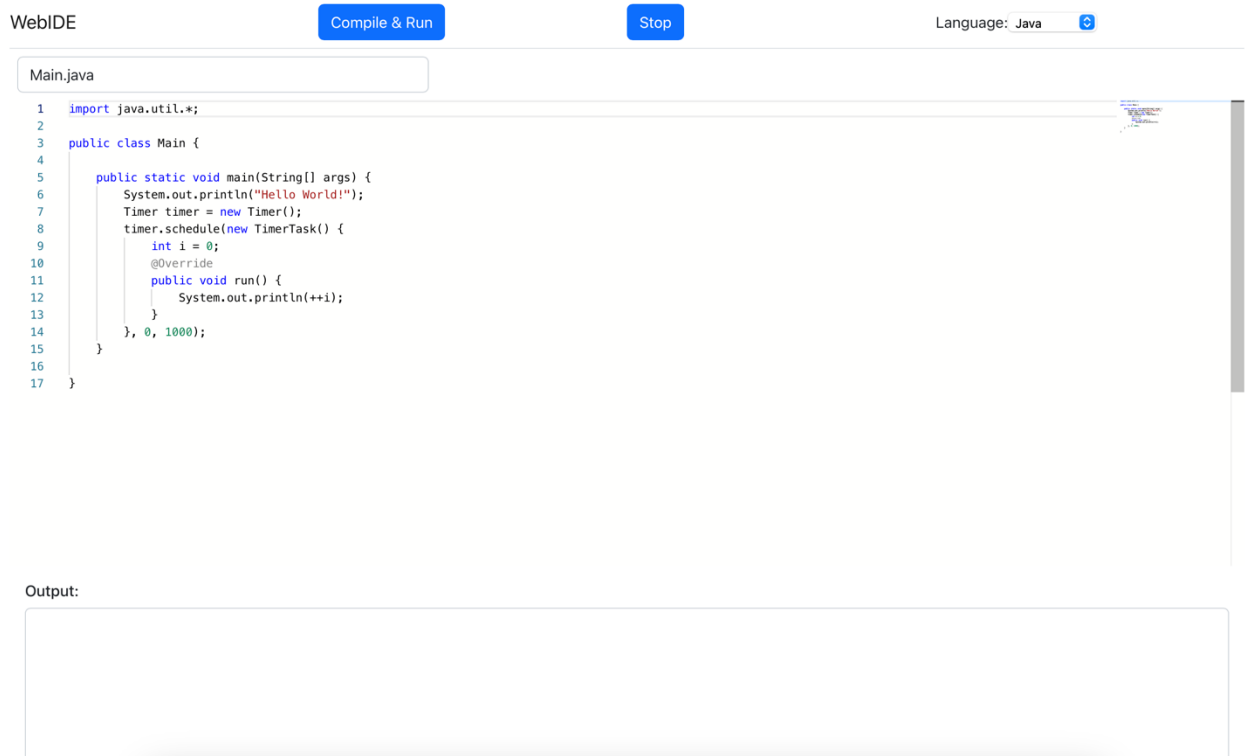 WebIDE Compile & Run Stop Language: Java
Main.java
1 import java.util.*;
2
3 public class Main {
4
5     public static void main(String[] args) {
6         System.out.println("Hello World!");
7         Timer timer = new Timer();
8         timer.schedule(new TimerTask() {
9             int i = 0;
10             @Override
11             public void run() {
12                 System.out.println(++i);
13             }
14         }, 0, 1000);
15     }
16
17 }
Output: